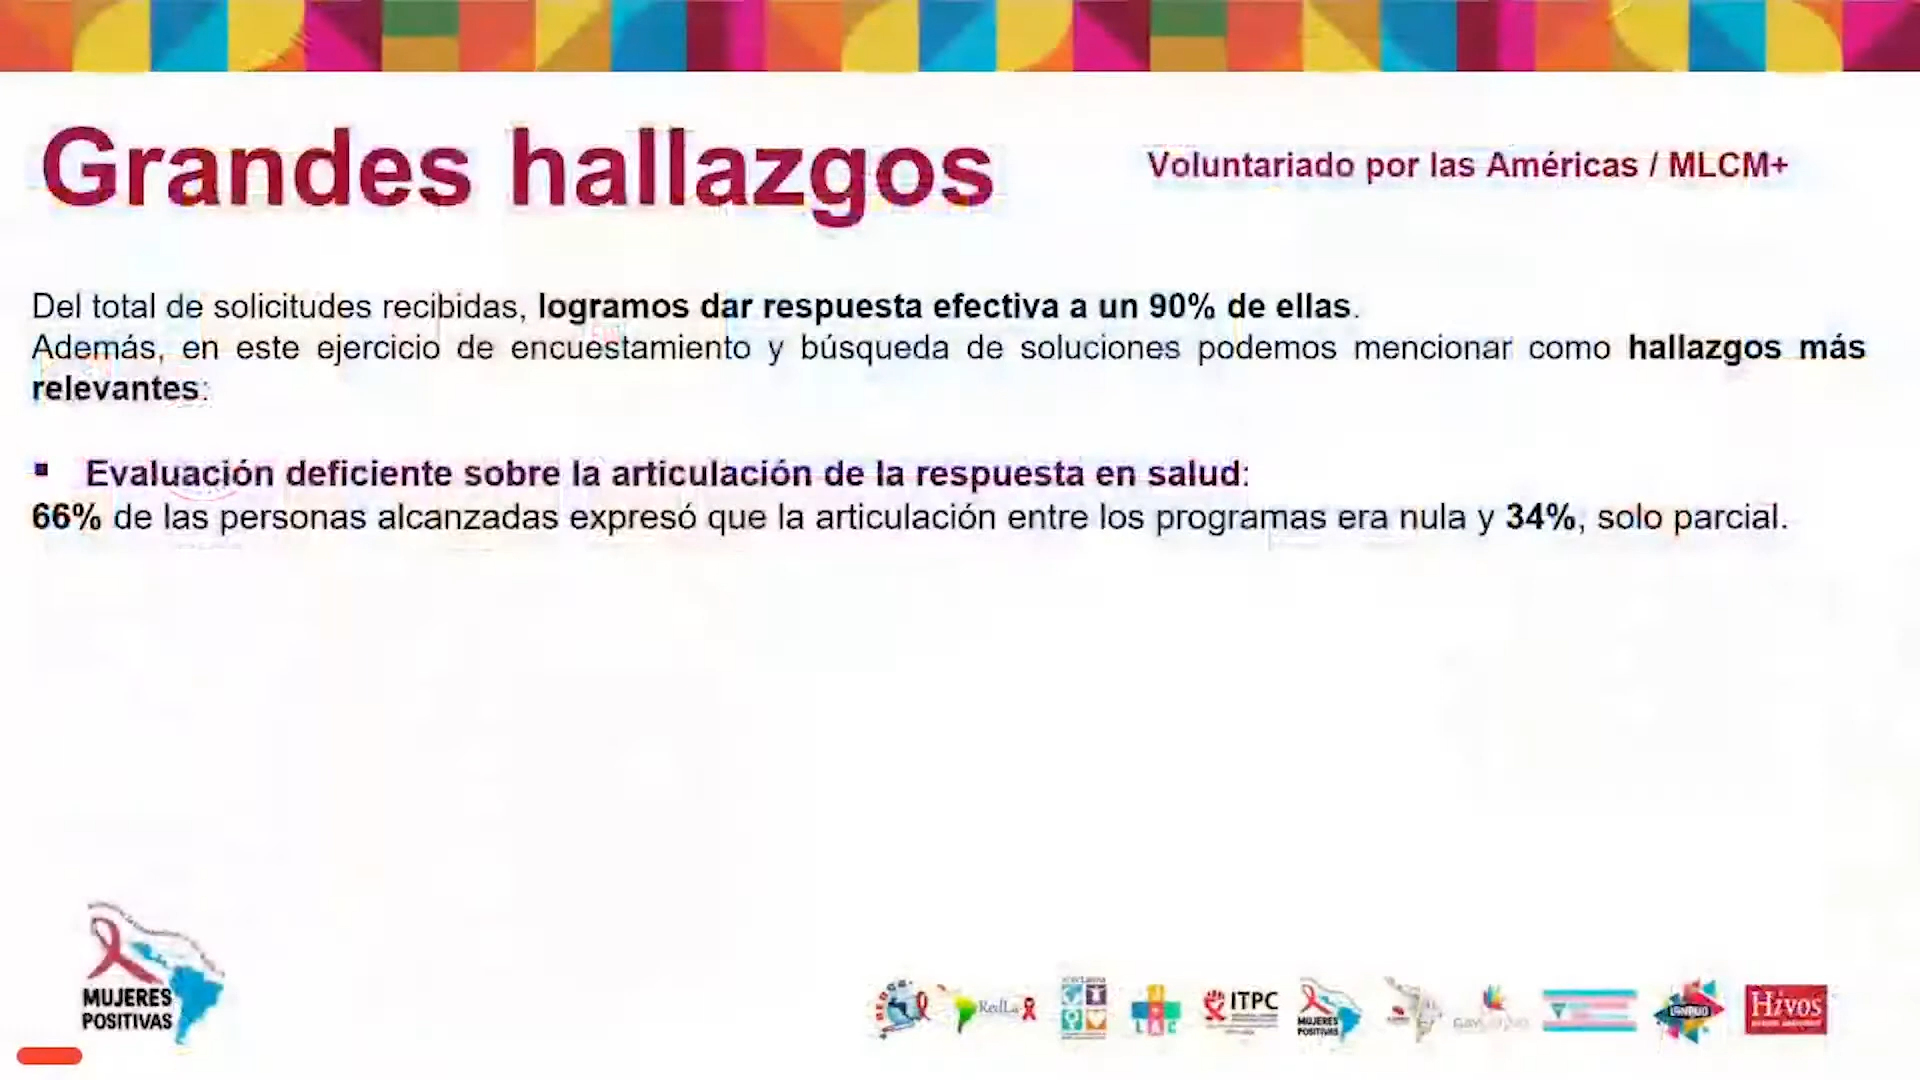 Grandes hallazgos
Voluntariado por las Américas / MLCM+
Del total de solicitudes recibidas, logramos dar respuesta efectiva a un 90% de ellas.
Además, en este ejercicio de encuestamiento y búsqueda de soluciones podemos mencionar como hallazgos más
relevantes:
▪ Evaluación deficiente sobre la articulación de la respuesta en salud:
66% de las personas alcanzadas expresó que la articulación entre los programas era nula y 34%, solo parcial.
MUJERES
POSITIVAS
RedLa
J
LAC
ITPC
MUJERES
POSITIVAS
Hivos